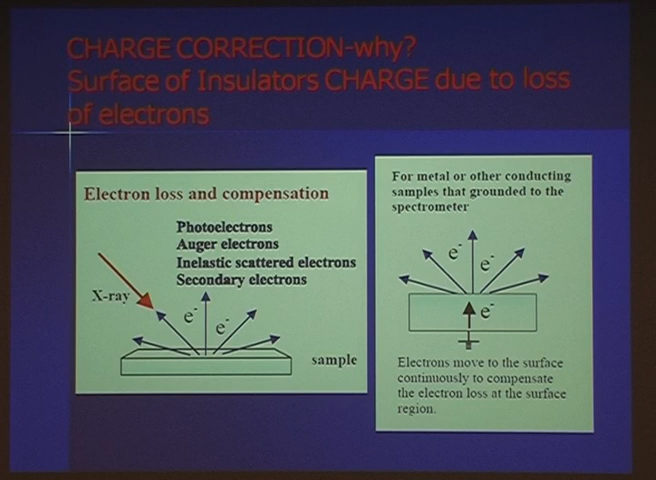 CHARGE CORRECTION-why?
Surface of Insulators CHARGE due to loss
of electrons
Electron loss and compensation
Photoelectrons
Auger electrons
Inelastic scattered electrons
Secondary electrons
X-ray
e-
e-
sample
For metal or other conducting
samples that grounded to the
spectrometer
e-
e-
e-
Electrons move to the surface
continuously to compensate
the electron loss at the surface
region.